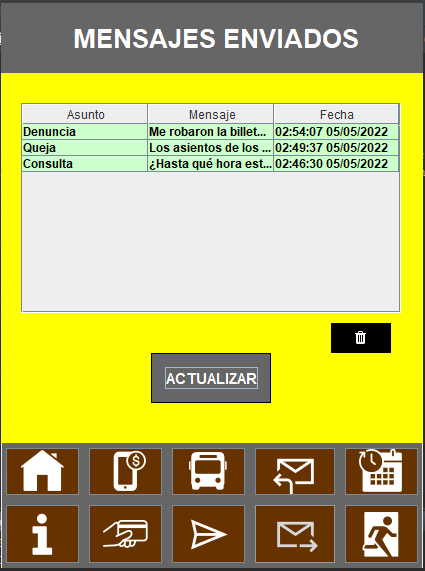 MENSAJES ENVIADOS
Asunto Mensaje Fecha
Denuncia Me robaron la billet... 02:54:07 05/05/2022
Queja Los asientos de los ... 02:49:37 05/05/2022
Consulta ¿Hasta qué hora est... 02:46:30 05/05/2022
ACTUALIZAR
$